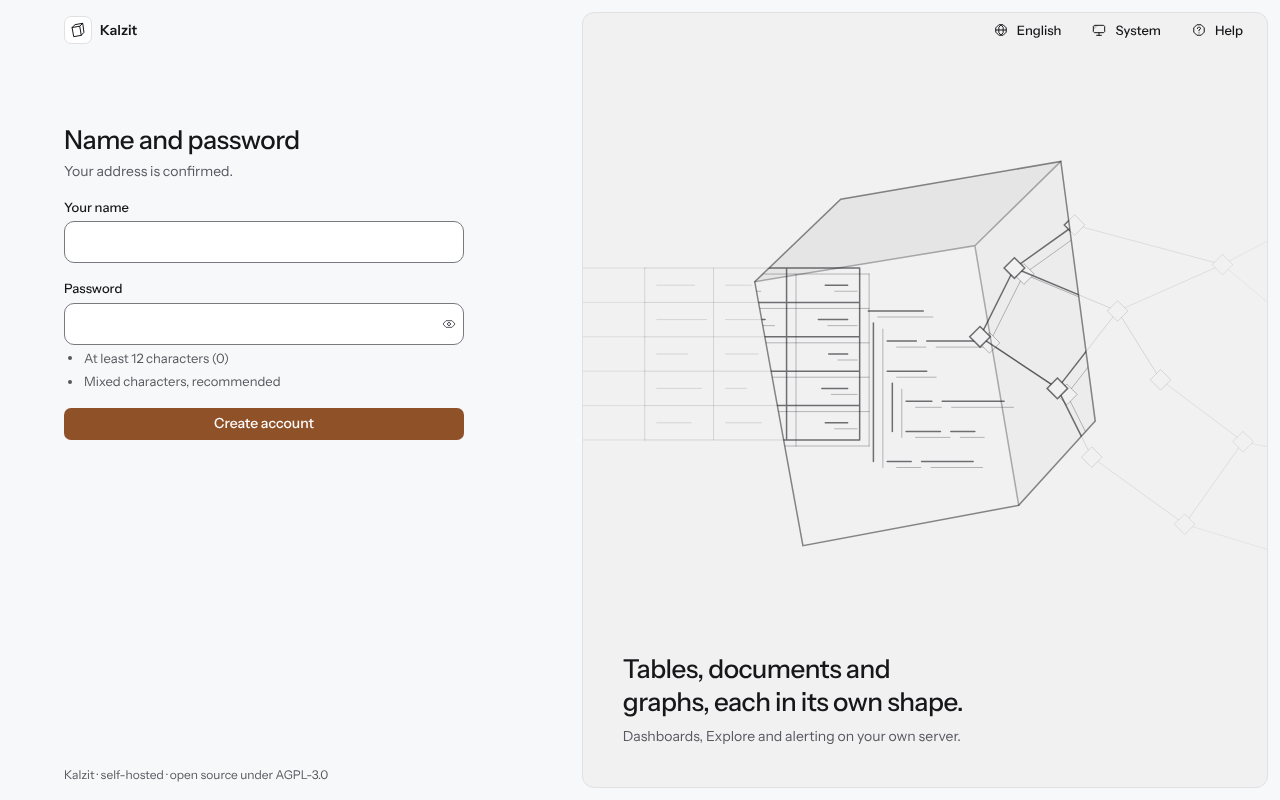 Kalzit
English
System
Help
Name and password
Your address is confirmed.
Your name
Password
At least 12 characters (0)
Mixed characters, recommended
Create account
Tables, documents and
graphs, each in its own shape.
Dashboards, Explore and alerting on your own server.
Kalzit · self-hosted · open source under AGPL-3.0